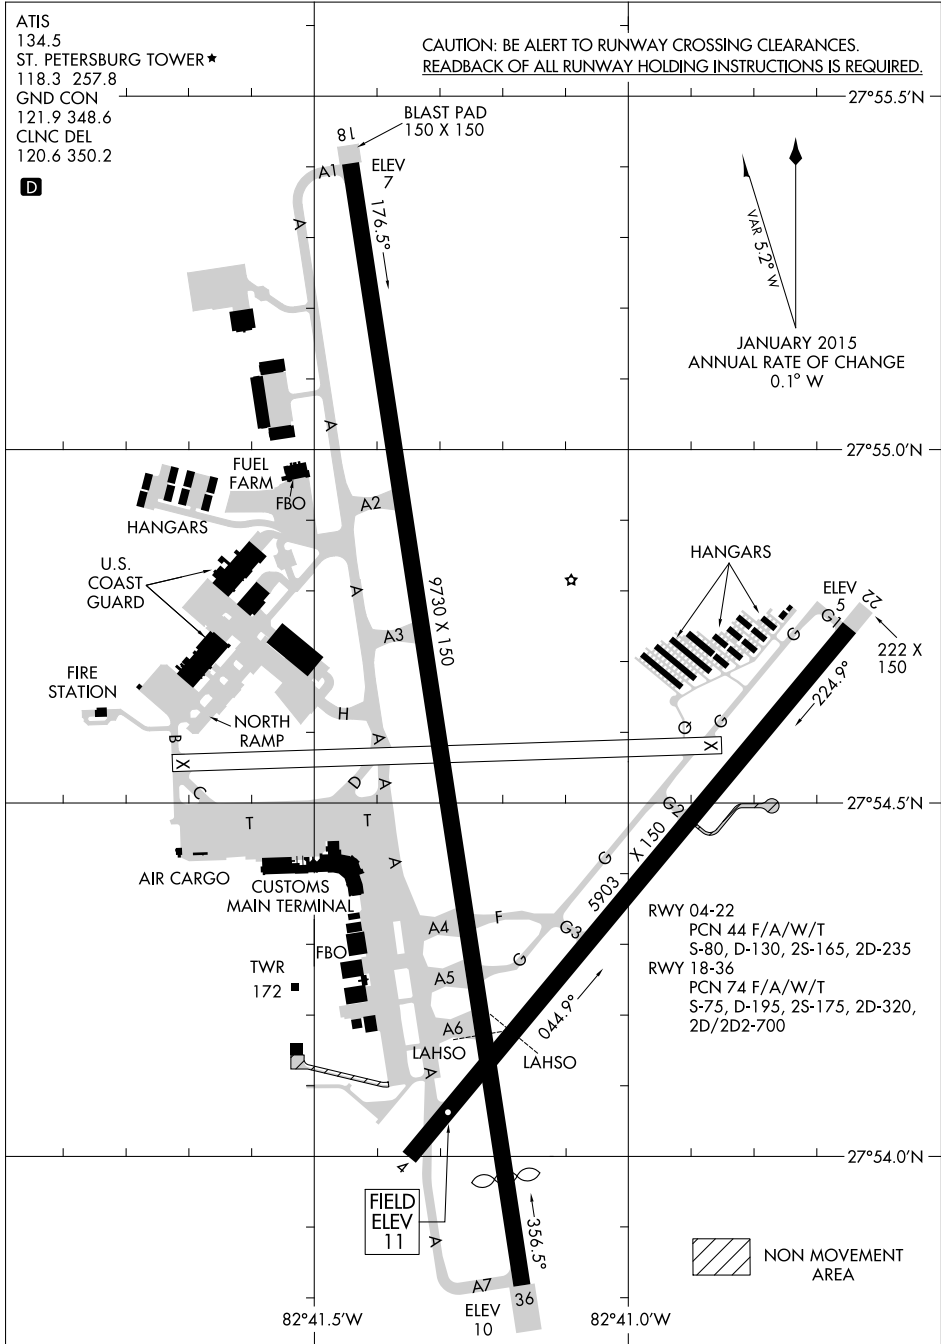 ATIS
134.5
ST. PETERSBURG TOWER★
118.3 257.8
GND CON
121.9 348.6
CLNC DEL
120.6 350.2
D
CAUTION: BE ALERT TO RUNWAY CROSSING CLEARANCES.
READBACK OF ALL RUNWAY HOLDING INSTRUCTIONS IS REQUIRED.
27°55.5'N
BLAST PAD
150 X 150
18
A1
ELEV
7
176.5°
A
VAR 5.2° W
JANUARY 2015
ANNUAL RATE OF CHANGE
0.1° W
A
27°55.0'N
FUEL
FARM
FBO
A2
HANGARS
U.S.
COAST
GUARD
A
9730 X 150
HANGARS
ELEV
5
22
G1
G
222 X
150
224.9°
A3
FIRE
STATION
NORTH
RAMP
H
B
A
Q
G
X
X
C
D
A
27°54.5'N
G2
T
T
A
G
5903 X 150
AIR CARGO
CUSTOMS
MAIN TERMINAL
A4
F
G3
RWY 04-22
PCN 44 F/A/W/T
S-80, D-130, 2S-165, 2D-235
RWY 18-36
PCN 74 F/A/W/T
S-75, D-195, 2S-175, 2D-320,
2D/2D2-700
FBO
G
TWR
172
A5
044.9°
A6
LAHSO
LAHSO
A
4
27°54.0'N
FIELD
ELEV
11
A
356.5°
A7
36
ELEV
10
NON MOVEMENT
AREA
82°41.5'W
82°41.0'W